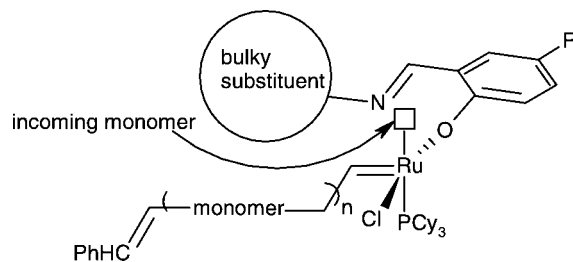 bulky
substituent
R
N
incoming monomer
O
Ru
monomer
n
Cl
PCy3
PhHC